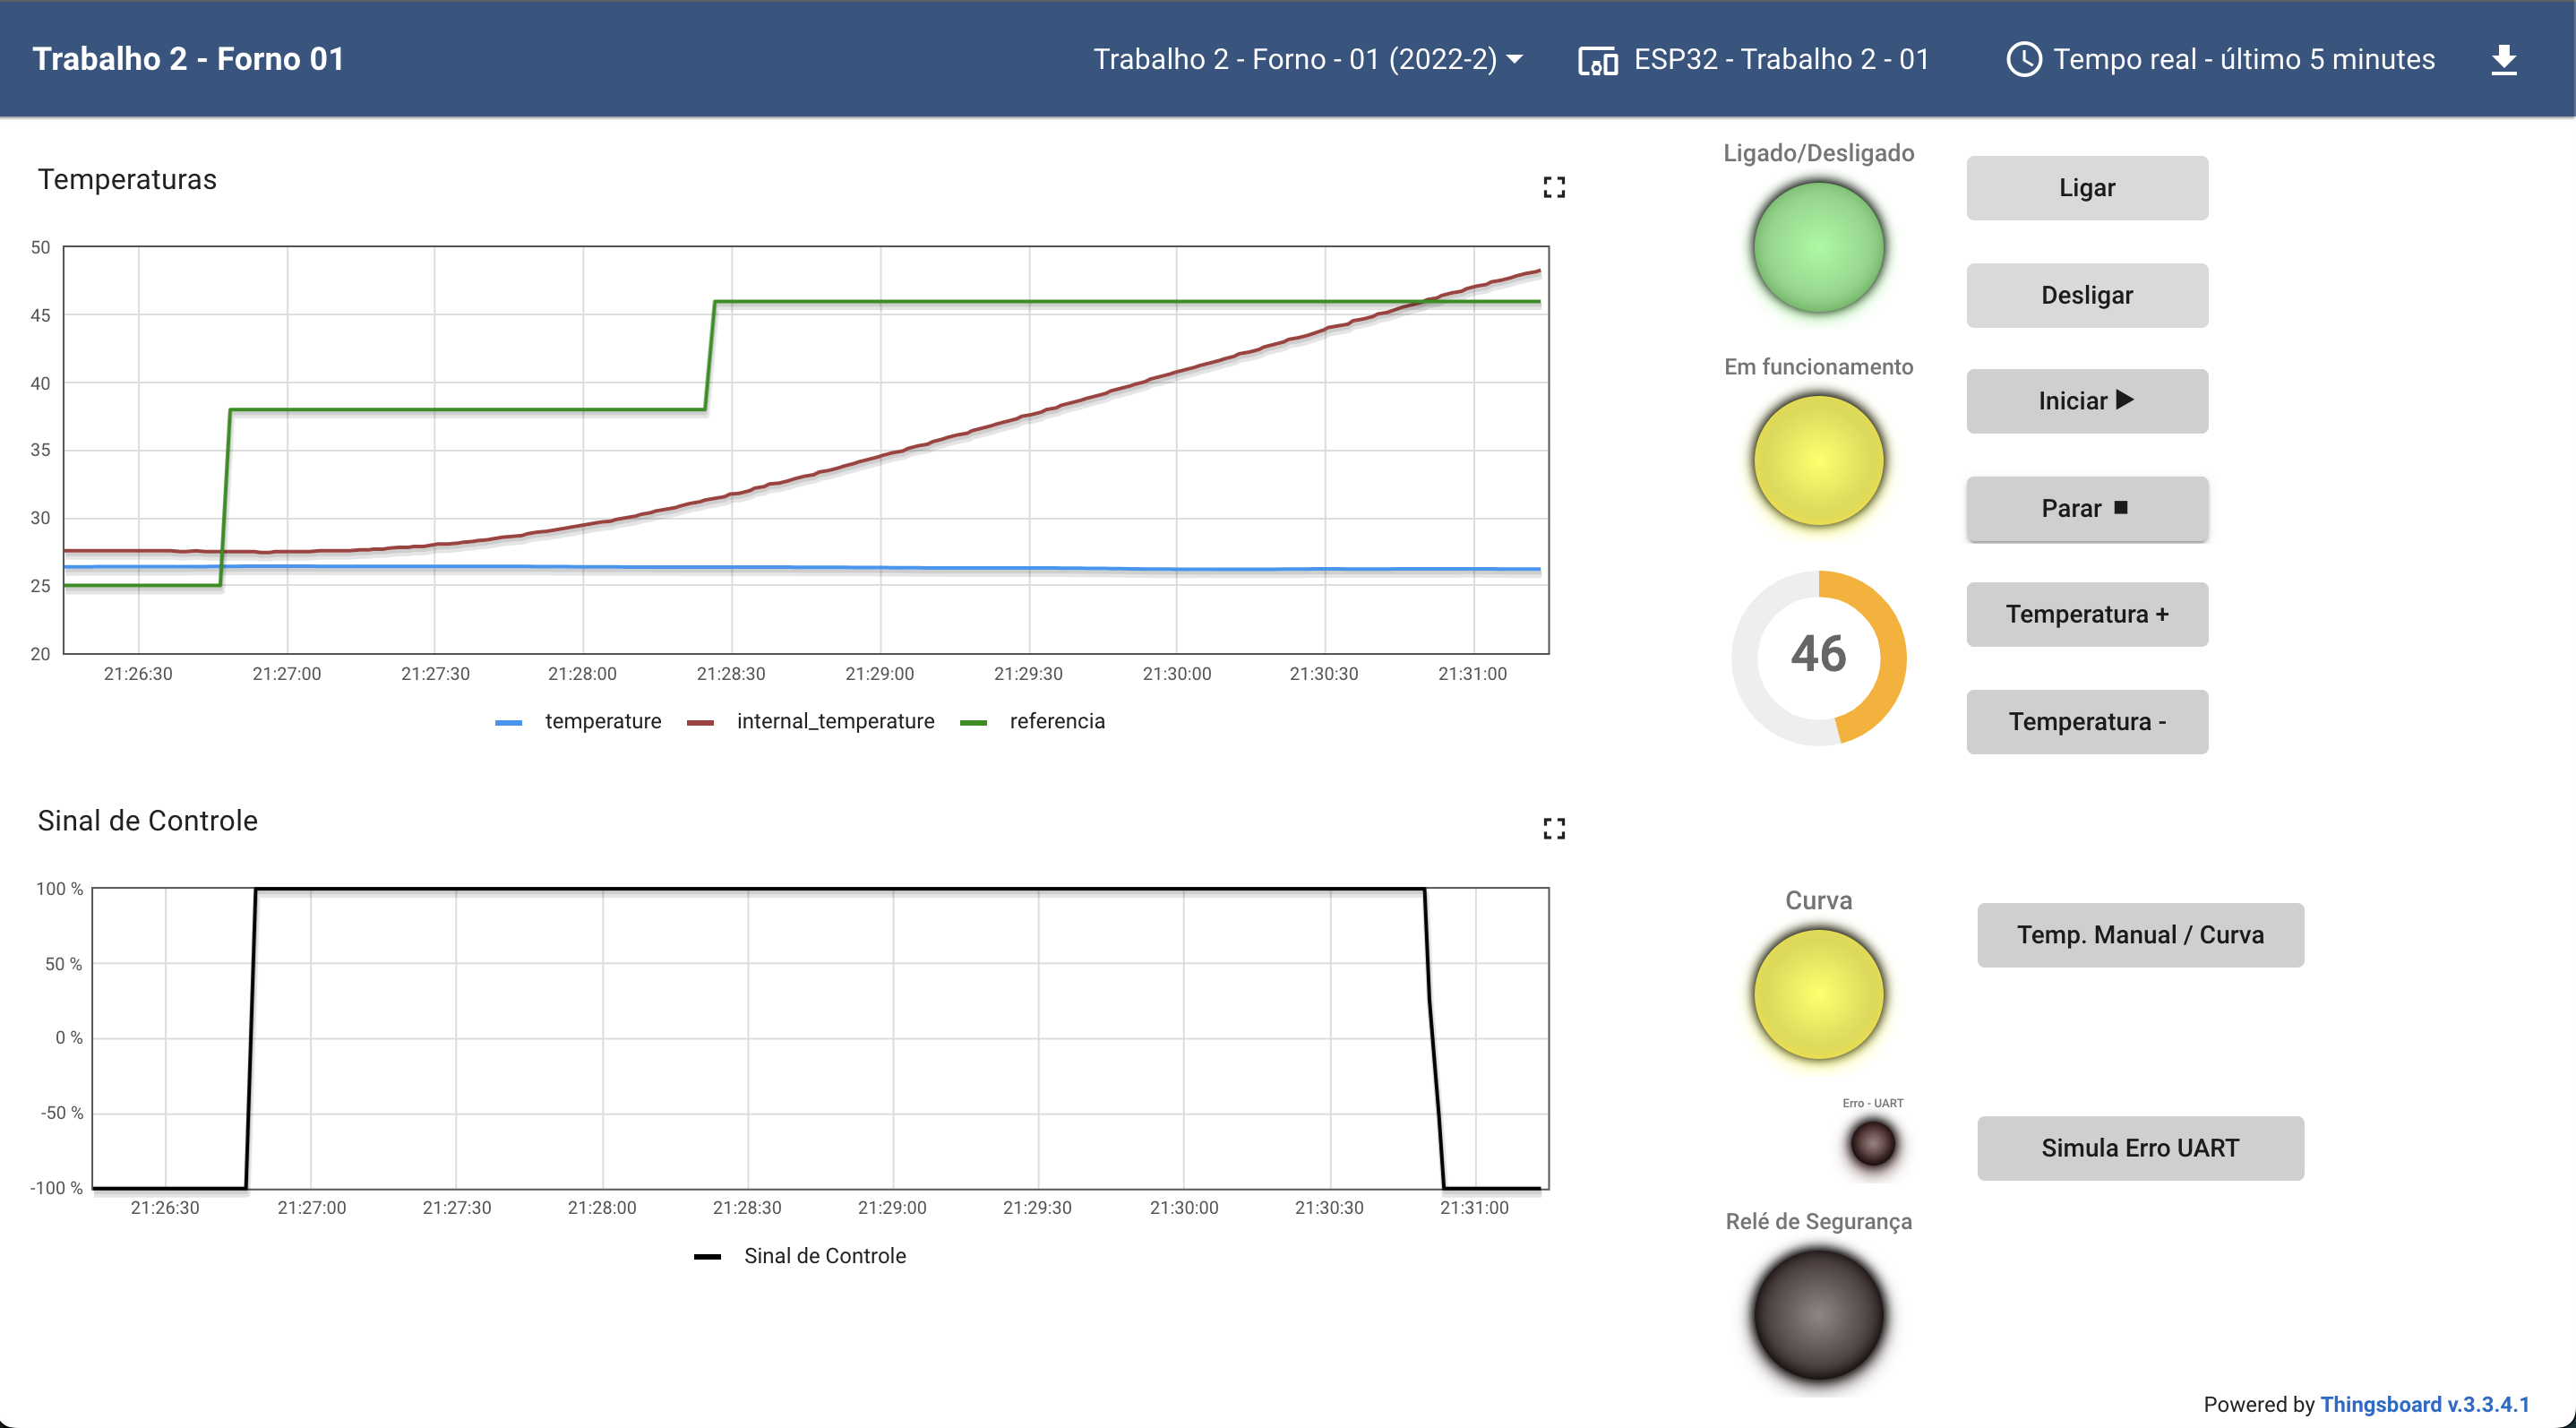 Trabalho 2 - Forno 01
Trabalho 2 - Forno - 01 (2022-2)
ESP32 - Trabalho 2 - 01
Tempo real - último 5 minutes
Temperaturas
50
45
40
35
30
25
20
21:26:30 21:27:00 21:27:30 21:28:00 21:28:30 21:29:00 21:29:30 21:30:00 21:30:30 21:31:00
temperature internal_temperature referencia
Ligado/Desligado
Ligar
Desligar
Em funcionamento
Iniciar
Parar
46
Temperatura +
Temperatura -
Sinal de Controle
100 %
50 %
0 %
-50 %
-100 %
21:26:30 21:27:00 21:27:30 21:28:00 21:28:30 21:29:00 21:29:30 21:30:00 21:30:30 21:31:00
Sinal de Controle
Curva
Temp. Manual / Curva
Erro - UART
Simula Erro UART
Relé de Segurança
Powered by Thingsboard v.3.3.4.1